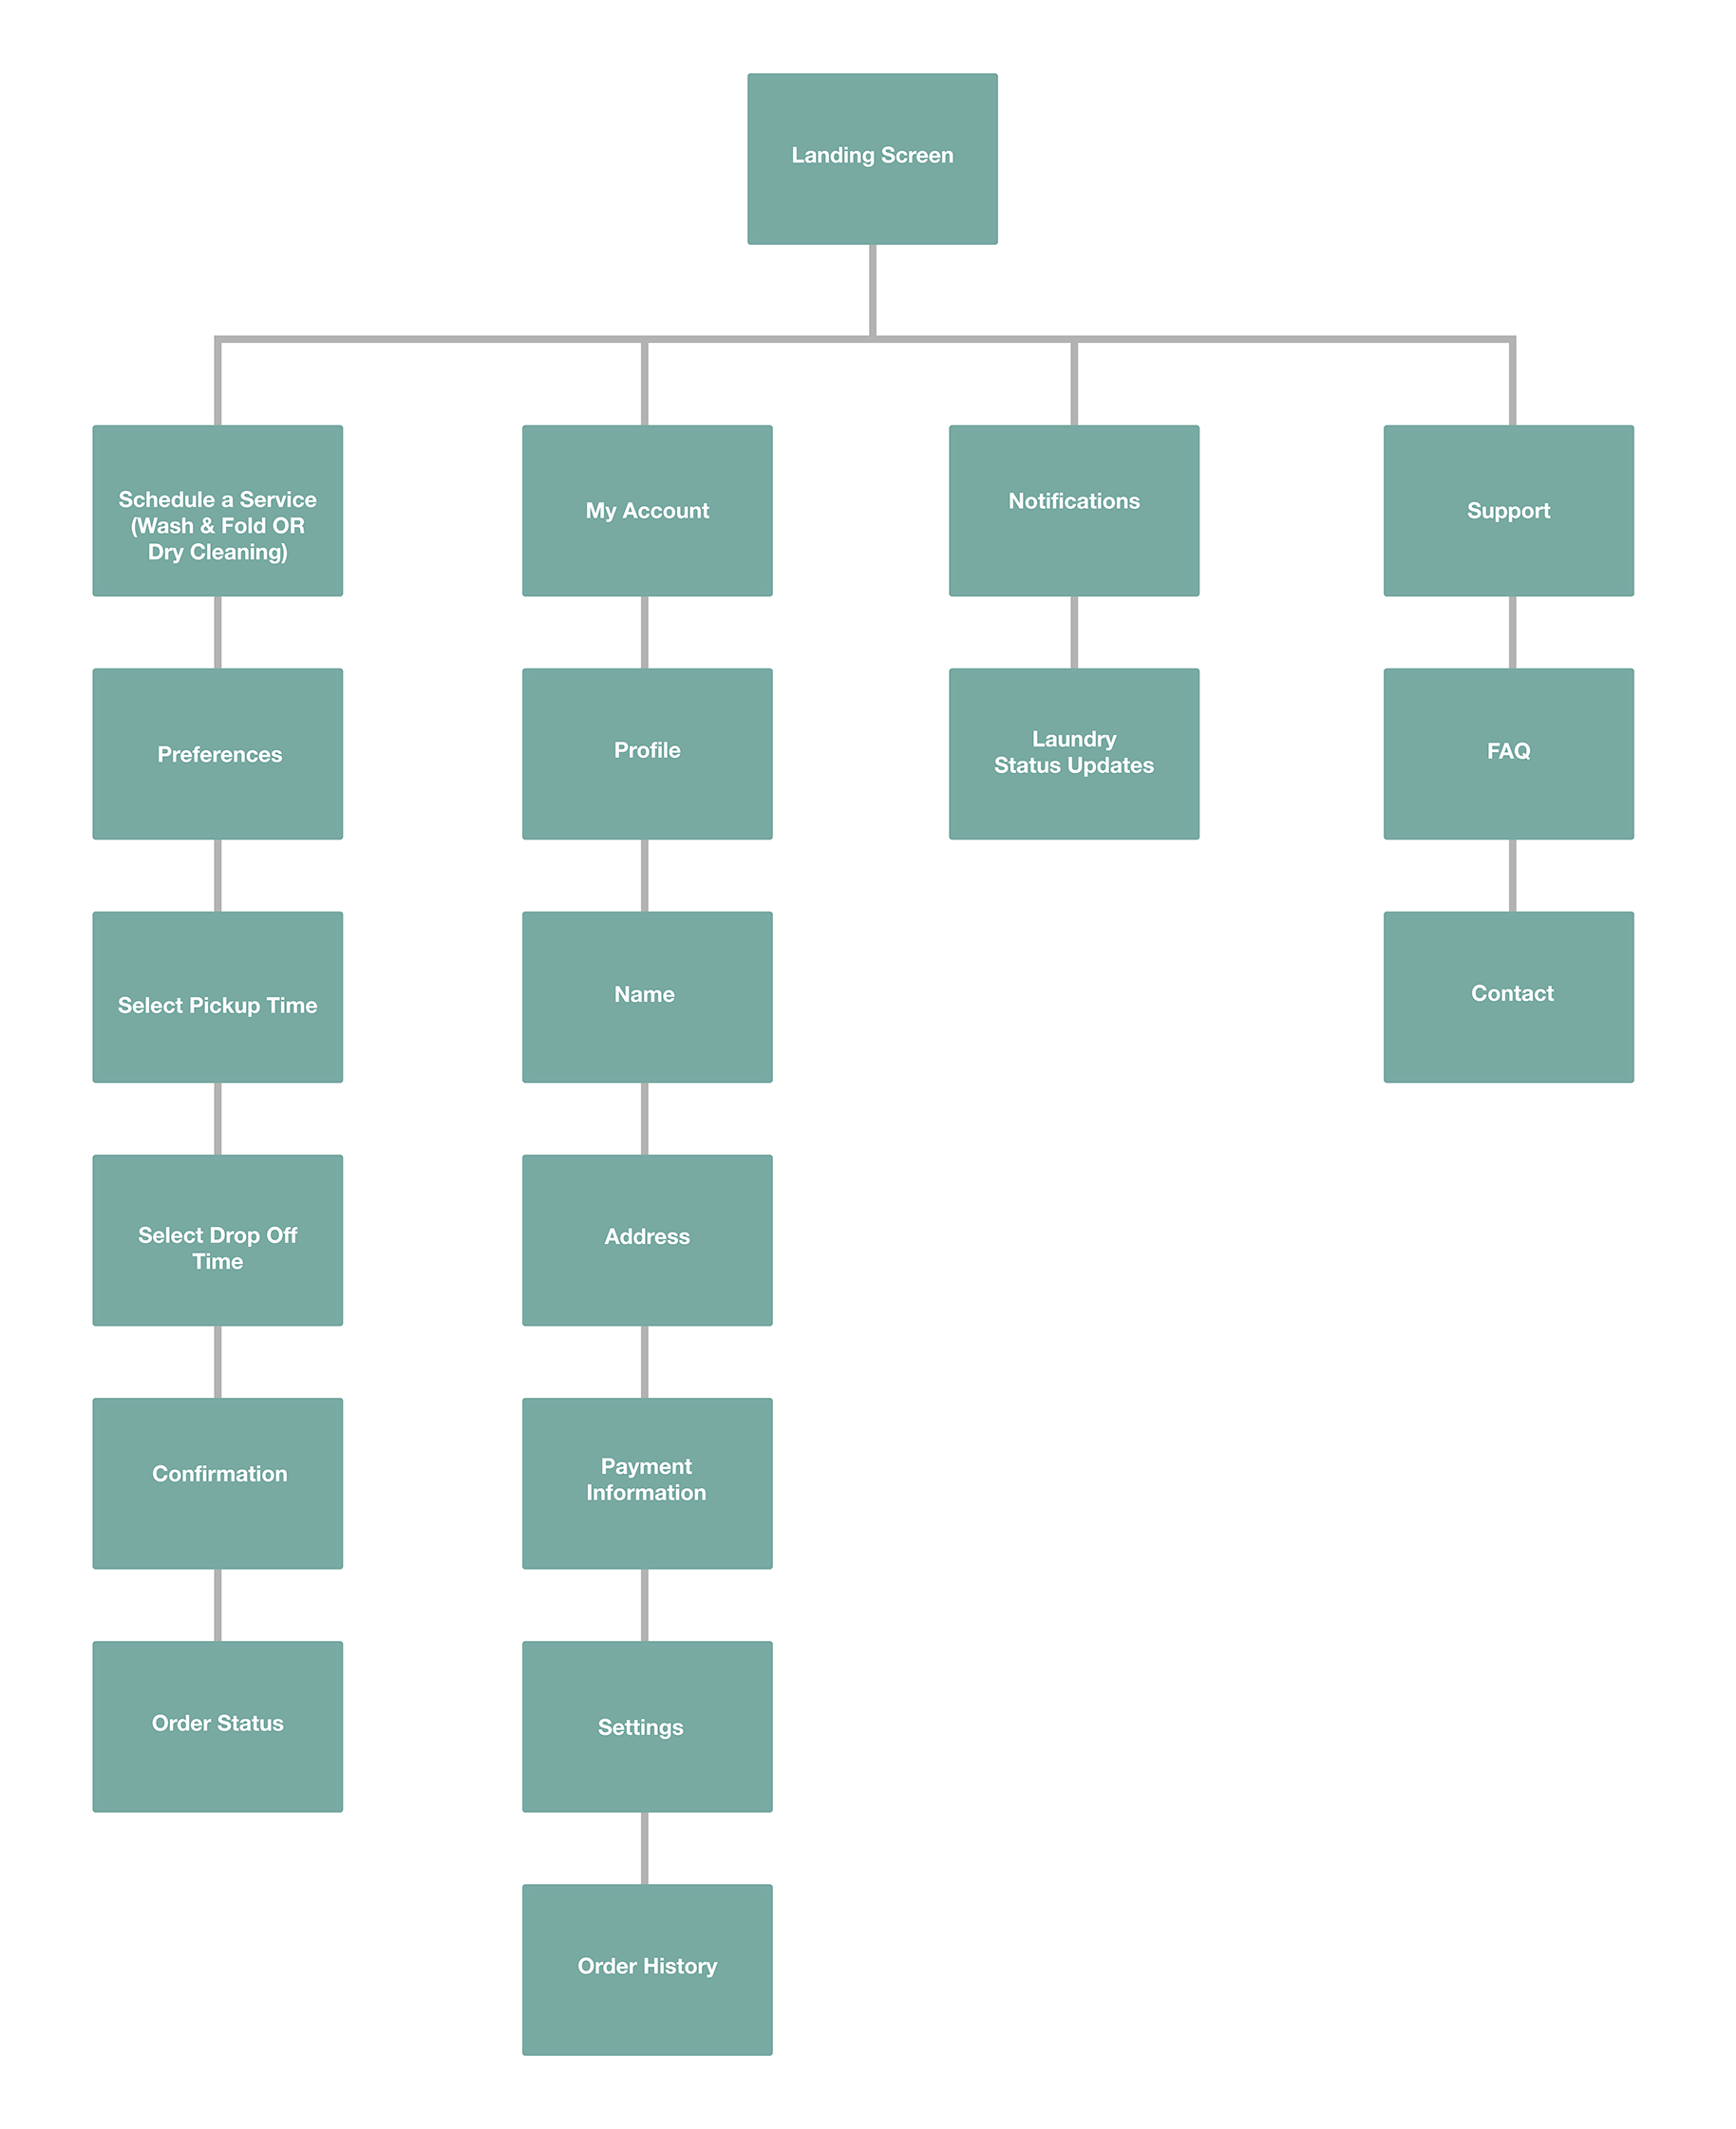 Landing Screen
Schedule a Service
(Wash & Fold OR
Dry Cleaning)
My Account
Notifications
Support
Preferences
Profile
Laundry
Status Updates
FAQ
Select Pickup Time
Name
Contact
Select Drop Off
Time
Address
Confirmation
Payment
Information
Order Status
Settings
Order History